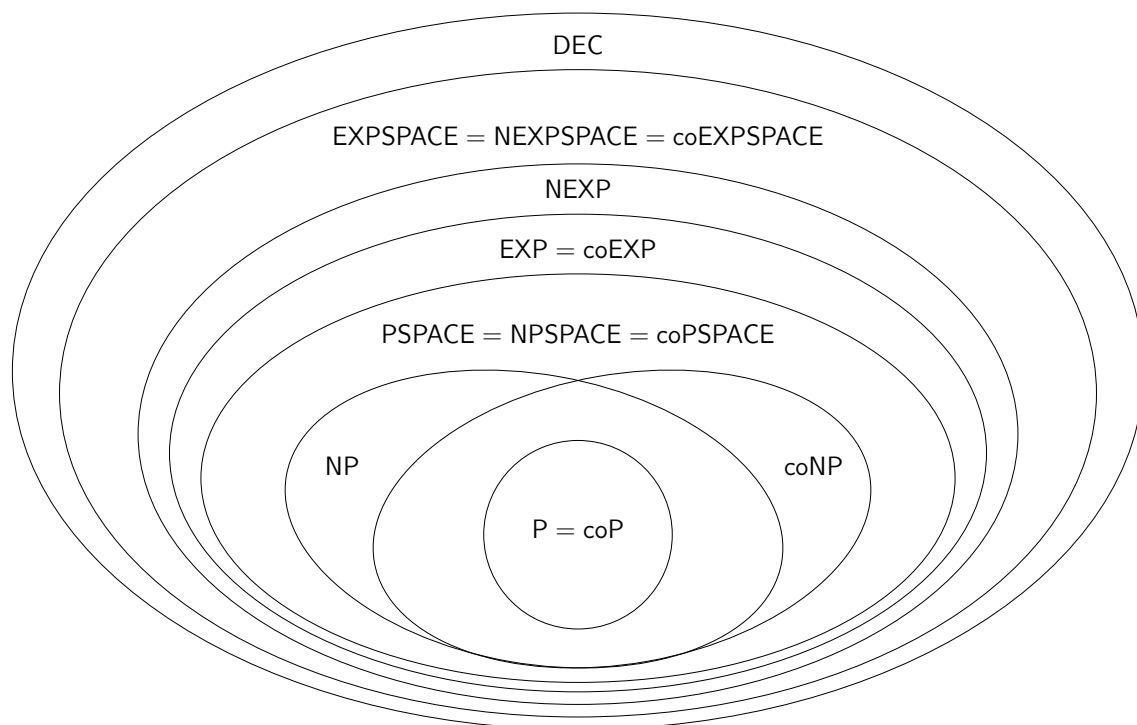 DEC
EXPSPACE = NEXPSPACE = coEXPSPACE
NEXP
EXP = coEXP
PSPACE = NPSPACE = coPSPACE
NP
coNP
P = coP